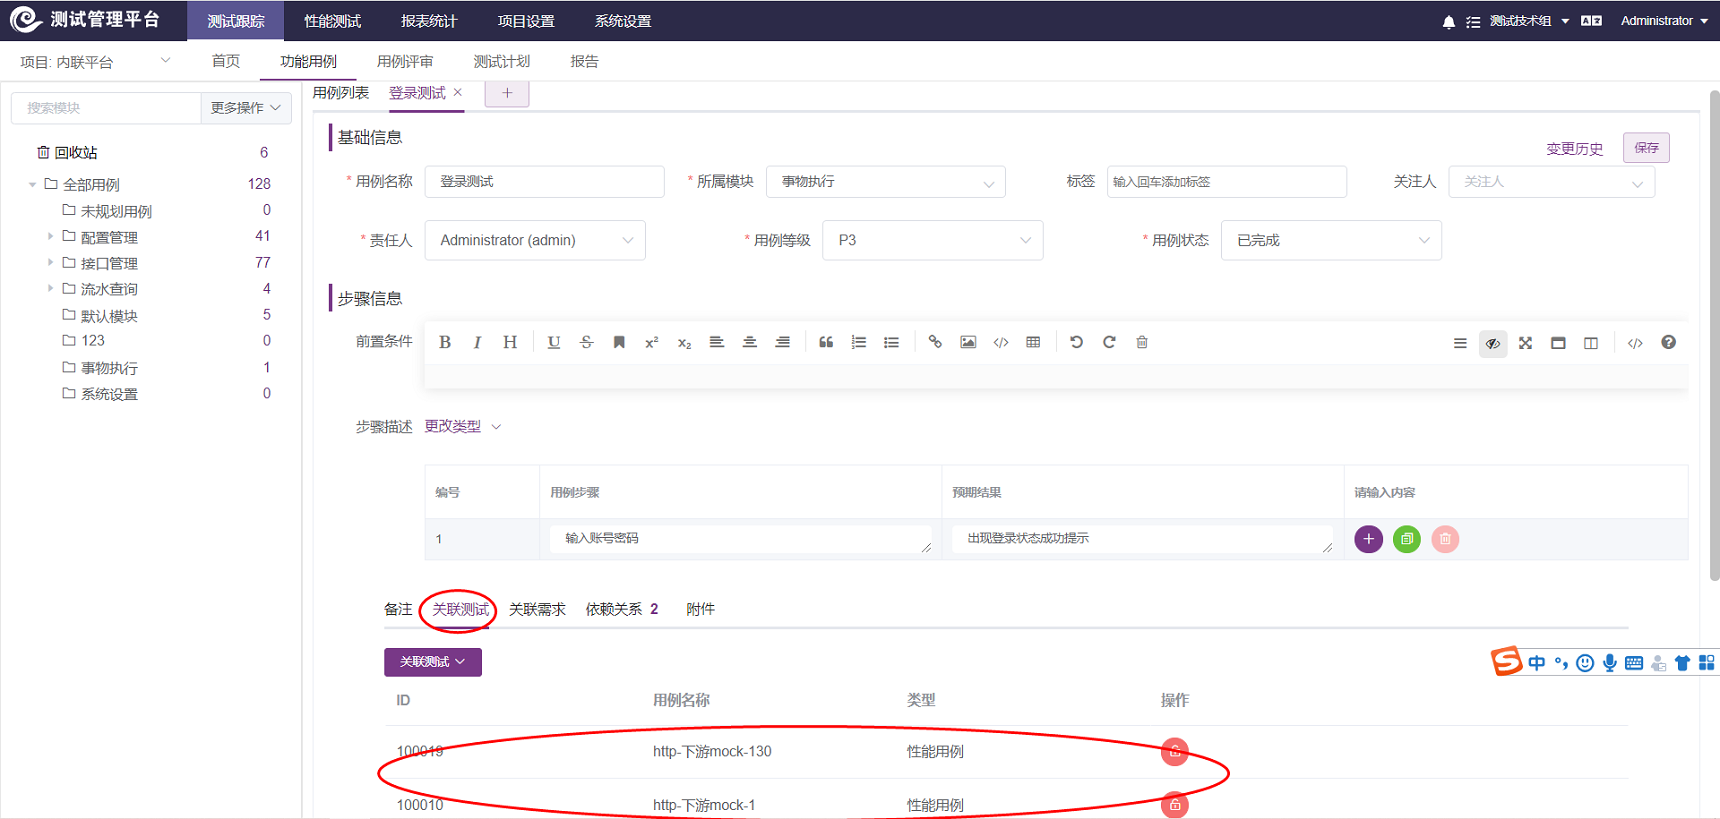 测试管理平台 测试跟踪 性能测试 报表统计 项目设置 系统设置 测试技术组 Administrator
项目: 内联平台 首页 功能用例 用例评审 测试计划 报告
搜索模块 更多操作
回收站 6
全部用例 128
未规划用例 0
配置管理 41
接口管理 77
流水查询 4
默认模块 5
123 0
事物执行 1
系统设置 0
用例列表 登录测试 × +
基础信息
变更历史 保存
* 用例名称 登录测试 * 所属模块 事物执行 标签 输入回车添加标签 关注人 关注人
* 责任人 Administrator (admin) * 用例等级 P3 * 用例状态 已完成
步骤信息
前置条件 B I H U S x² x₂
步骤描述 更改类型
编号 用例步骤 预期结果 请输入内容
1 输入账号密码 出现登录状态成功提示
备注 关联测试 关联需求 依赖关系 2 附件
关联测试
中
ID 用例名称 类型 操作
100019 http-下游mock-130 性能用例
100010 http-下游mock-1 性能用例